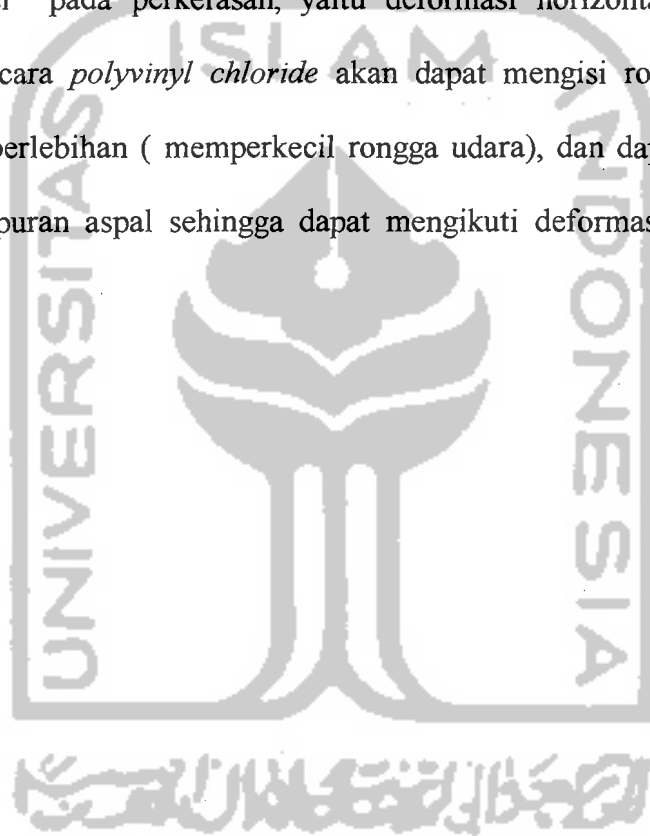 pada perkerasan, yaitu deformasi horizonta
cara polyvinyl chloride akan dapat mengisi ro
berlebihan ( memperkecil rongga udara), dan da
puran aspal sehingga dapat mengikuti deformas
ISLAM
UNIVERSITAS
INDONESIA